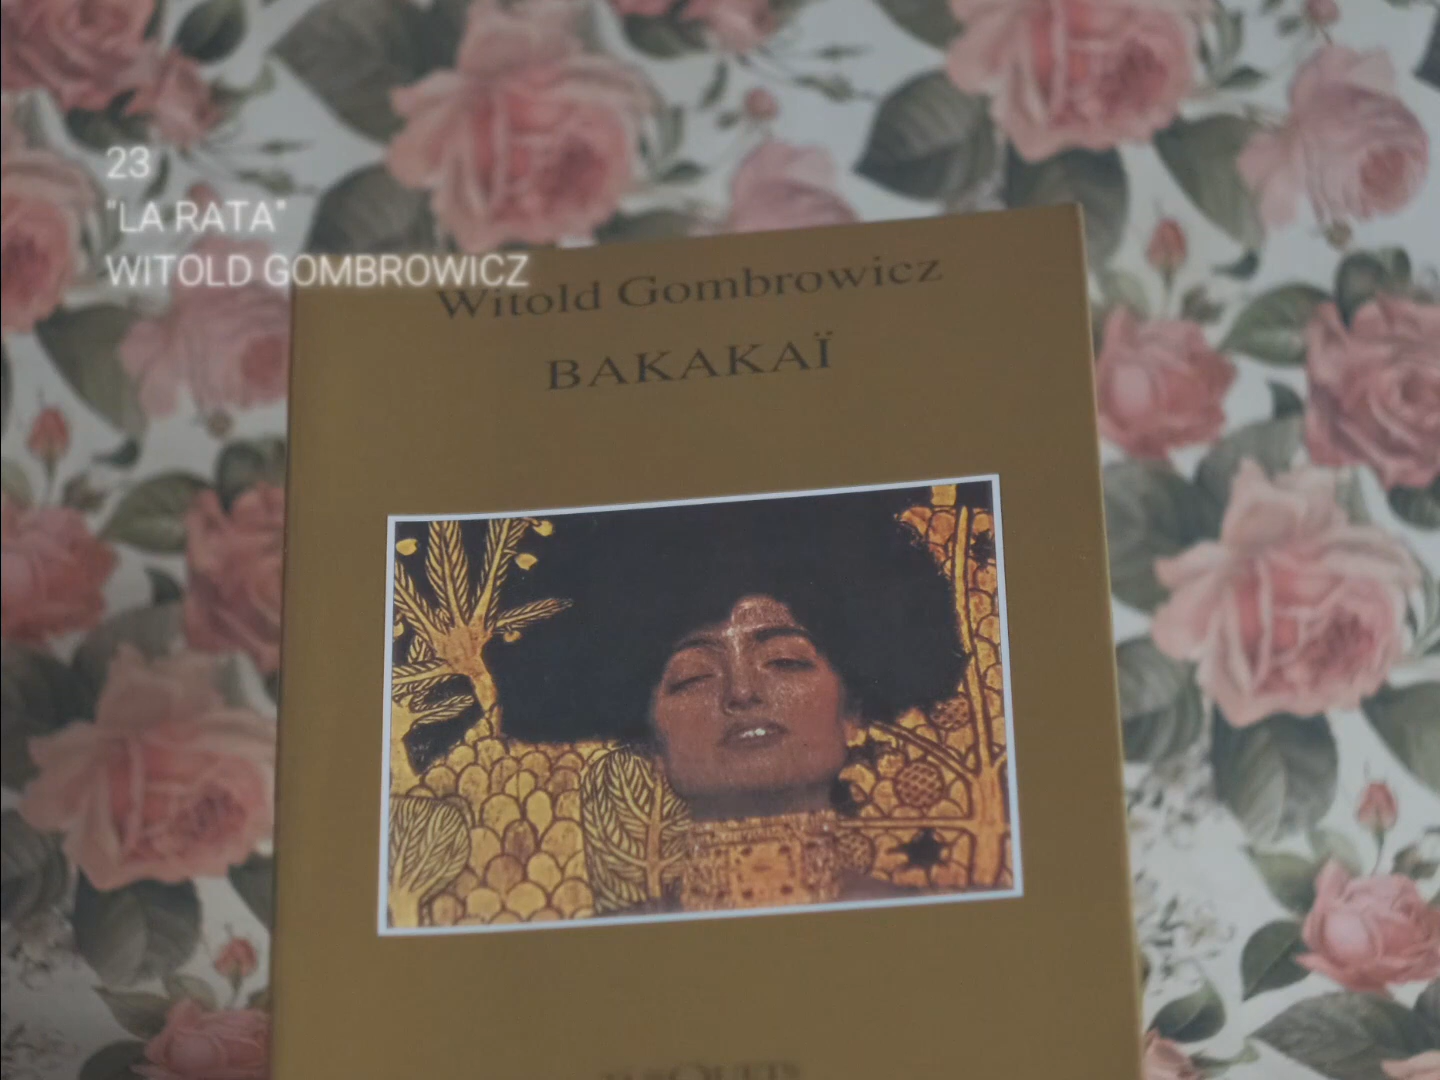 23
"LA RATA"
WITOLD GOMBROWICZ
Witold Gombrowicz
BAKAKAÏ